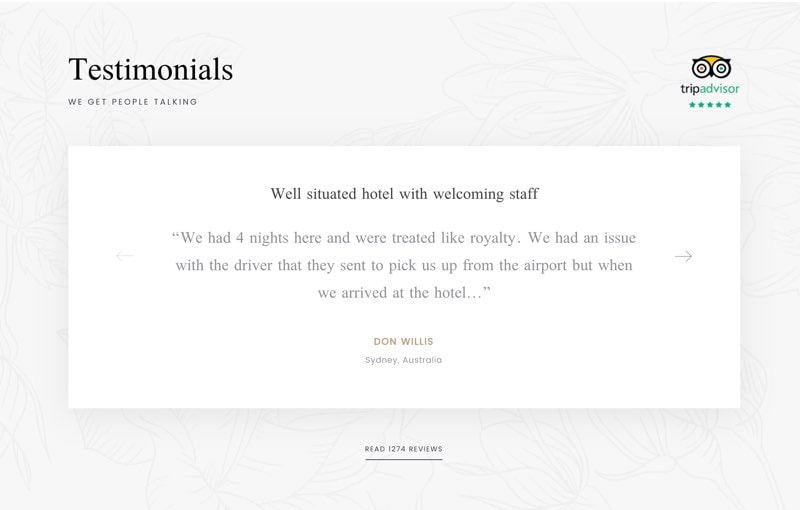 Testimonials
WE GET PEOPLE TALKING
tripadvisor
Well situated hotel with welcoming staff
“We had 4 nights here and were treated like royalty. We had an issue
with the driver that they sent to pick us up from the airport but when
we arrived at the hotel…”
DON WILLIS
Sydney, Australia
READ 1274 REVIEWS